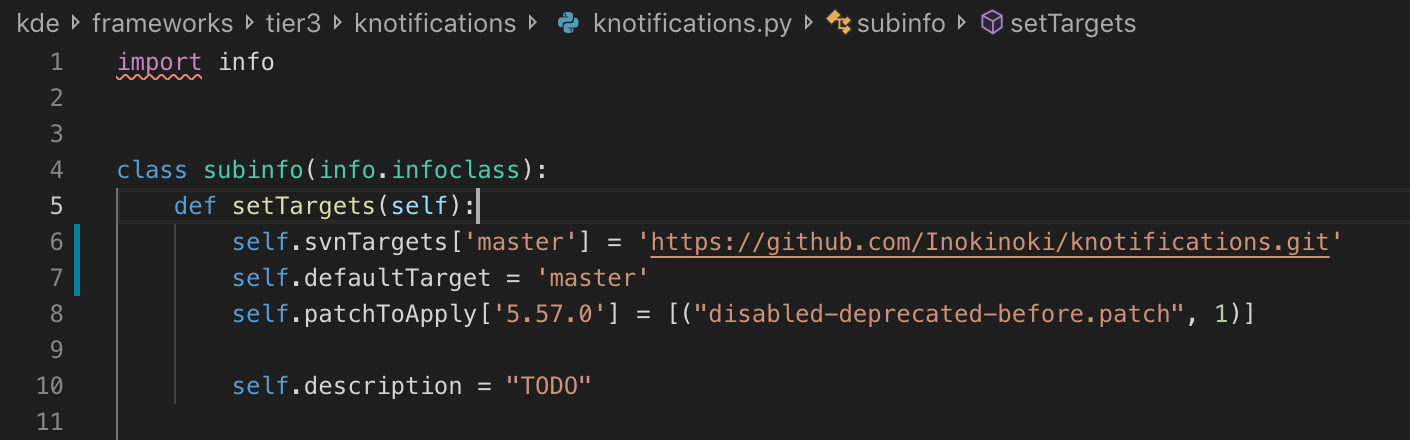 kde frameworks tier3 knotifications knotifications.py subinfo setTargets
1 import info
2
3
4 class subinfo(info.infoclass):
5 def setTargets(self):
6 self.svnTargets['master'] = 'https://github.com/Inokinoki/knotifications.git'
7 self.defaultTarget = 'master'
8 self.patchToApply['5.57.0'] = [("disabled-deprecated-before.patch", 1)]
9
10 self.description = "TODO"
11